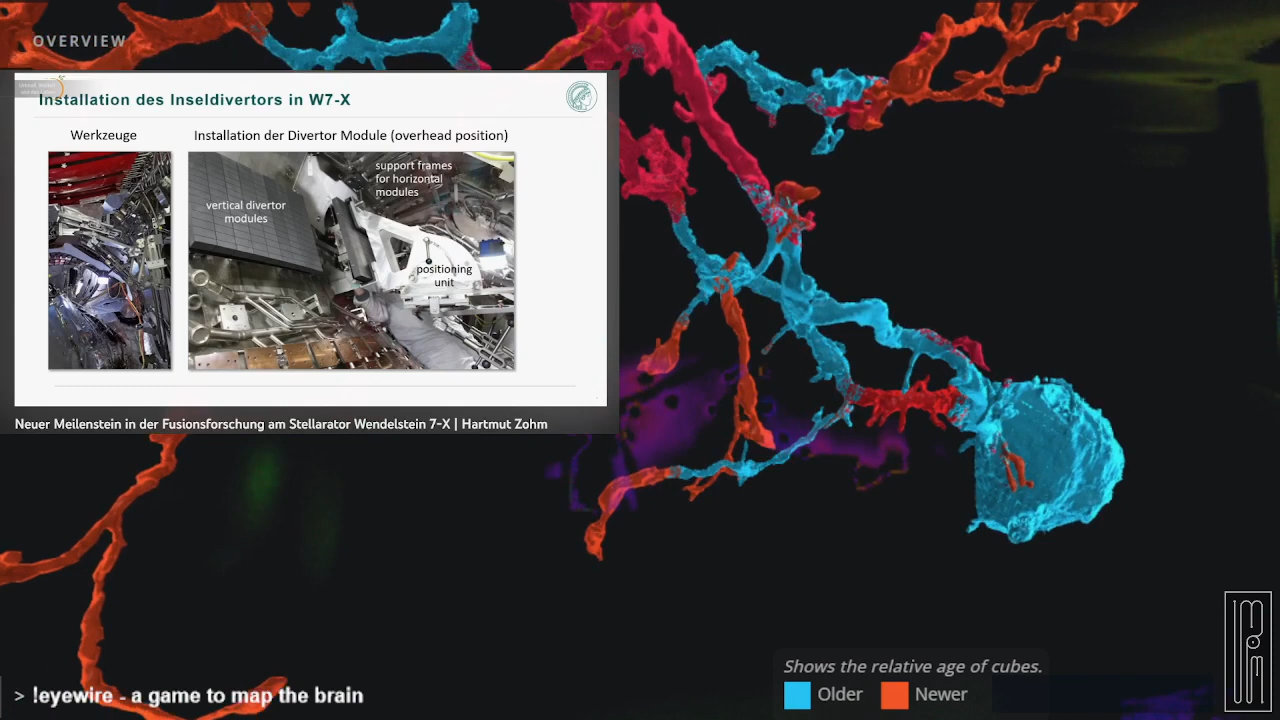 OVERVIEW
Installation des Inseldivertors in W7-X
Werkzeuge
Installation der Divertor Module (overhead position)
vertical divertor
modules
support frames
for horizontal
modules
positioning
unit
Neuer Meilenstein in der Fusionsforschung am Stellarator Wendelstein 7-X | Hartmut Zohm
> !eyewire - a game to map the brain
Shows the relative age of cubes.
Older
Newer